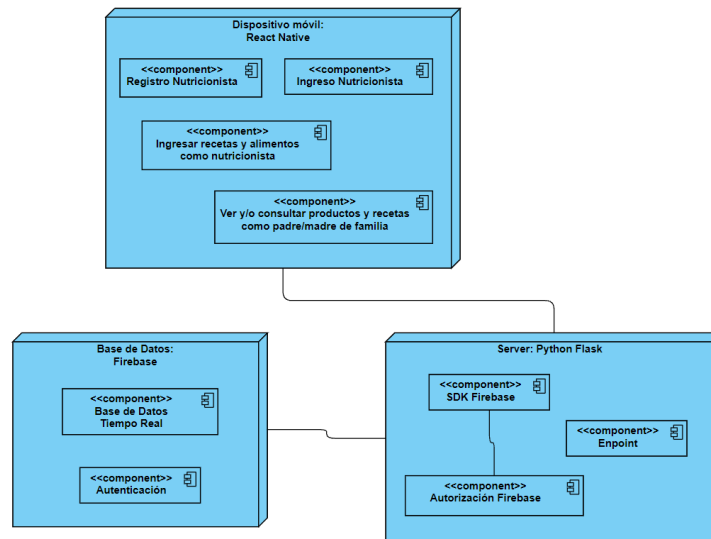 Dispositivo móvil:
React Native
<<component>>
Registro Nutricionista
<<component>>
Ingreso Nutricionista
<<component>>
Ingresar recetas y alimentos
como nutricionista
<<component>>
Ver y/o consultar productos y recetas
como padre/madre de familia
Base de Datos:
Firebase
<<component>>
Base de Datos
Tiempo Real
<<component>>
Autenticación
Server: Python Flask
<<component>>
SDK Firebase
<<component>>
Enpoint
<<component>>
Autorización Firebase